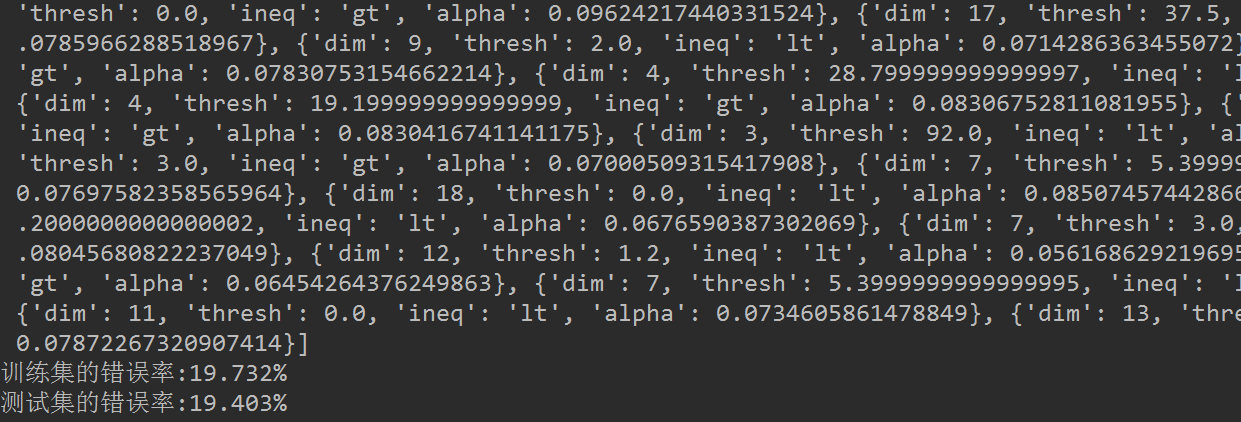 'thresh': 0.0, 'ineq': 'gt', 'alpha': 0.09624217440331524}, {'dim': 17, 'thresh': 37.5,
.0785966288518967}, {'dim': 9, 'thresh': 2.0, 'ineq': 'lt', 'alpha': 0.0714286363455072}
'gt', 'alpha': 0.07830753154662214}, {'dim': 4, 'thresh': 28.799999999999997, 'ineq': 'l
{'dim': 4, 'thresh': 19.199999999999999, 'ineq': 'gt', 'alpha': 0.08306752811081955}, {'
'ineq': 'gt', 'alpha': 0.0830416741141175}, {'dim': 3, 'thresh': 92.0, 'ineq': 'lt', 'al
'thresh': 3.0, 'ineq': 'gt', 'alpha': 0.07000509315417908}, {'dim': 7, 'thresh': 5.39999
0.07697582358565964}, {'dim': 18, 'thresh': 0.0, 'ineq': 'lt', 'alpha': 0.08507457442866
.2000000000000002, 'ineq': 'lt', 'alpha': 0.0676590387302069}, {'dim': 7, 'thresh': 3.0,
.08045680822237049}, {'dim': 12, 'thresh': 1.2, 'ineq': 'lt', 'alpha': 0.05616862921969​5
'gt', 'alpha': 0.06454264376249863}, {'dim': 7, 'thresh': 5.3999999999999995, 'ineq': 'l
{'dim': 11, 'thresh': 0.0, 'ineq': 'lt', 'alpha': 0.0734605861478849}, {'dim': 13, 'thre
0.07872267320907414}]
训练集的错误率:19.732%
测试集的错误率:19.403%